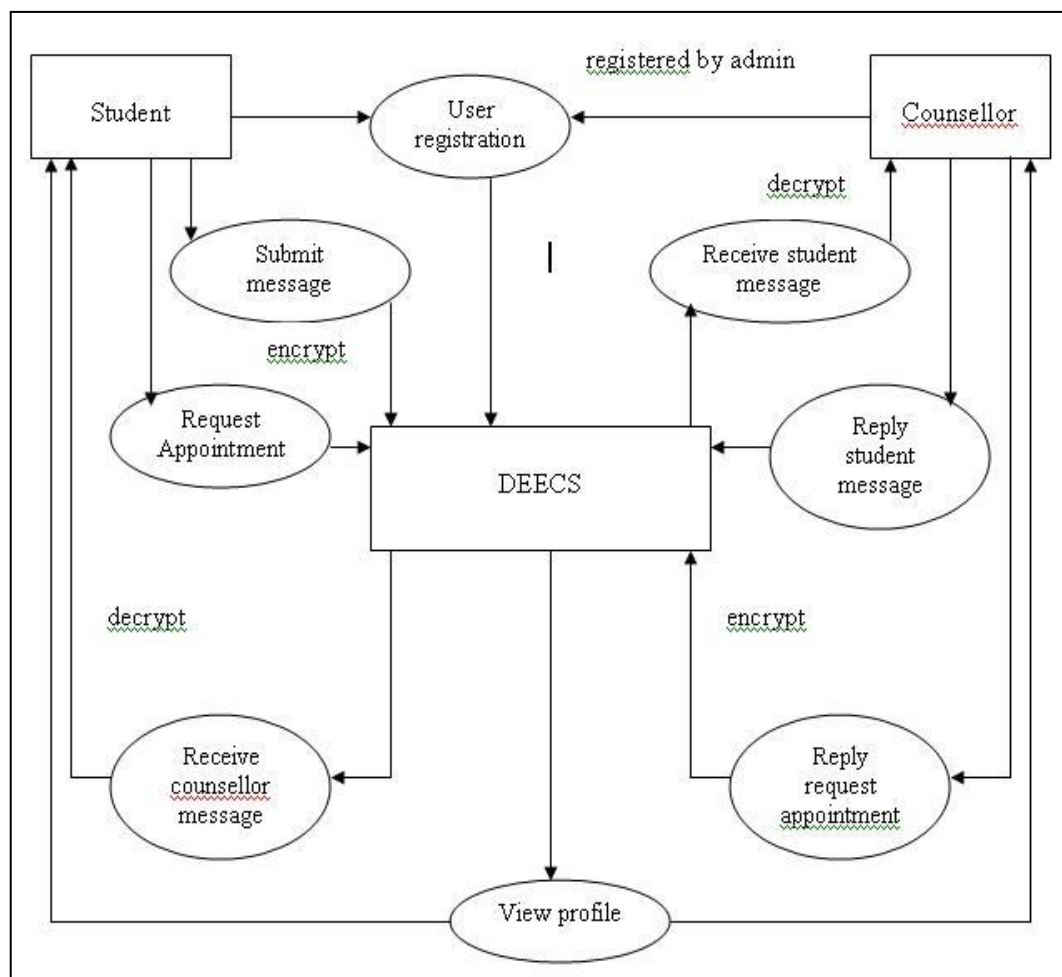 registered by admin
Student
User
registration
Counsellor
decrypt
Submit
message
Receive student
message
encrypt
Request
Appointment
DEECS
Reply
student
message
decrypt
encrypt
Receive
counsellor
message
Reply
request
appointment
View profile